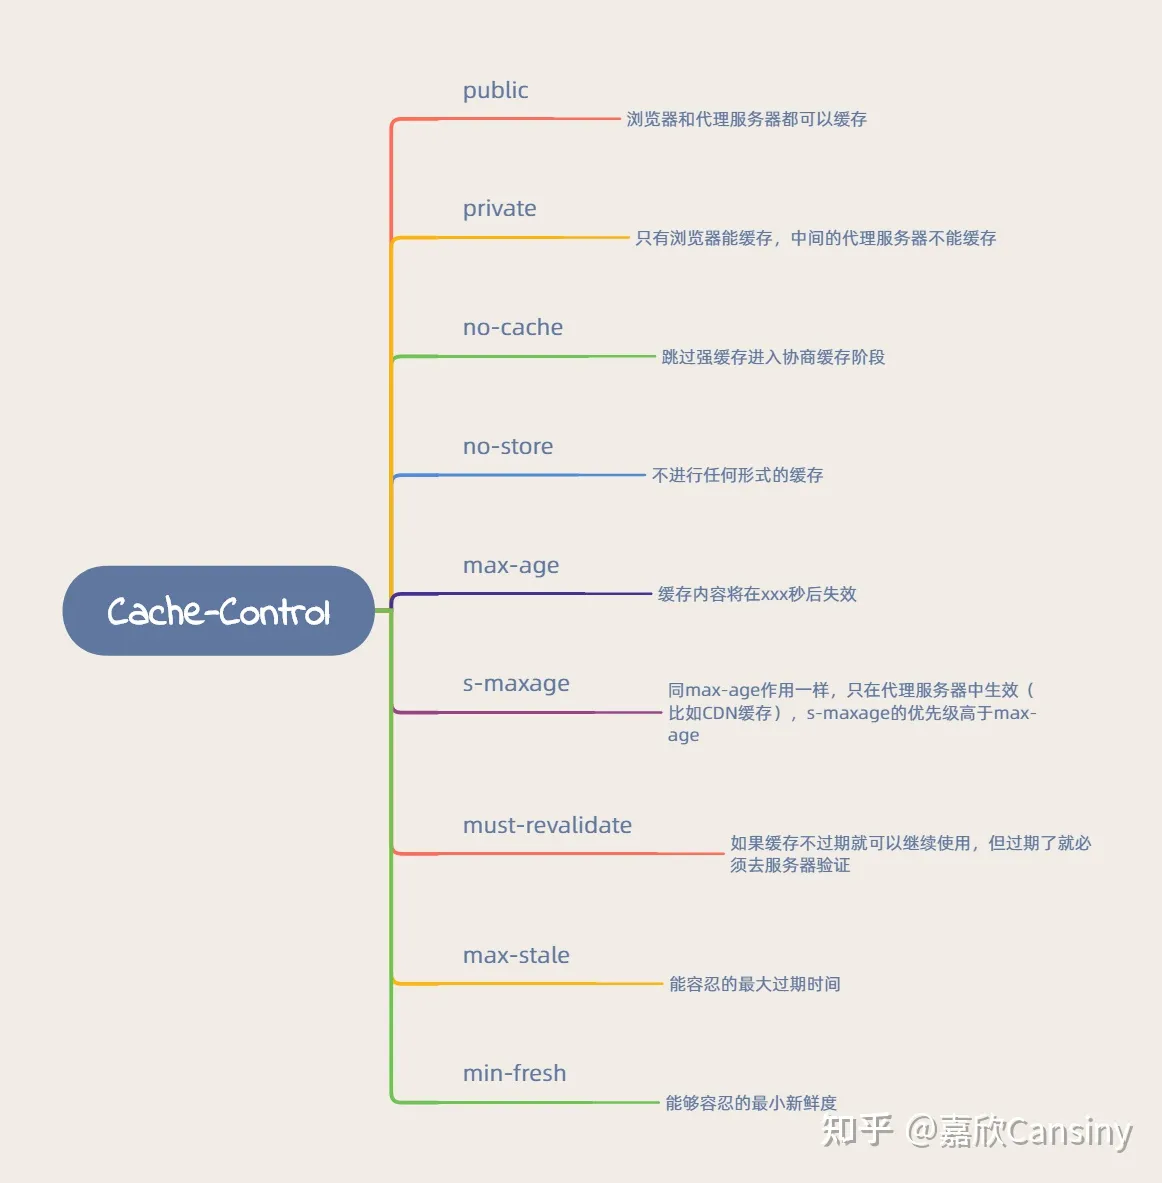 public
浏览器和代理服务器都可以缓存
private
只有浏览器能缓存，中间的代理服务器不能缓存
no-cache
跳过强缓存进入协商缓存阶段
no-store
不进行任何形式的缓存
max-age
缓存内容将在xxx秒后失效
Cache-Control
s-maxage
同max-age作用一样，只在代理服务器中生效（
比如CDN缓存），s-maxage的优先级高于max-
age
must-revalidate
如果缓存不过期就可以继续使用，但过期了就必
须去服务器验证
max-stale
能容忍的最大过期时间
min-fresh
能够容忍的最小新鲜度
知乎 @嘉欣Cansiny